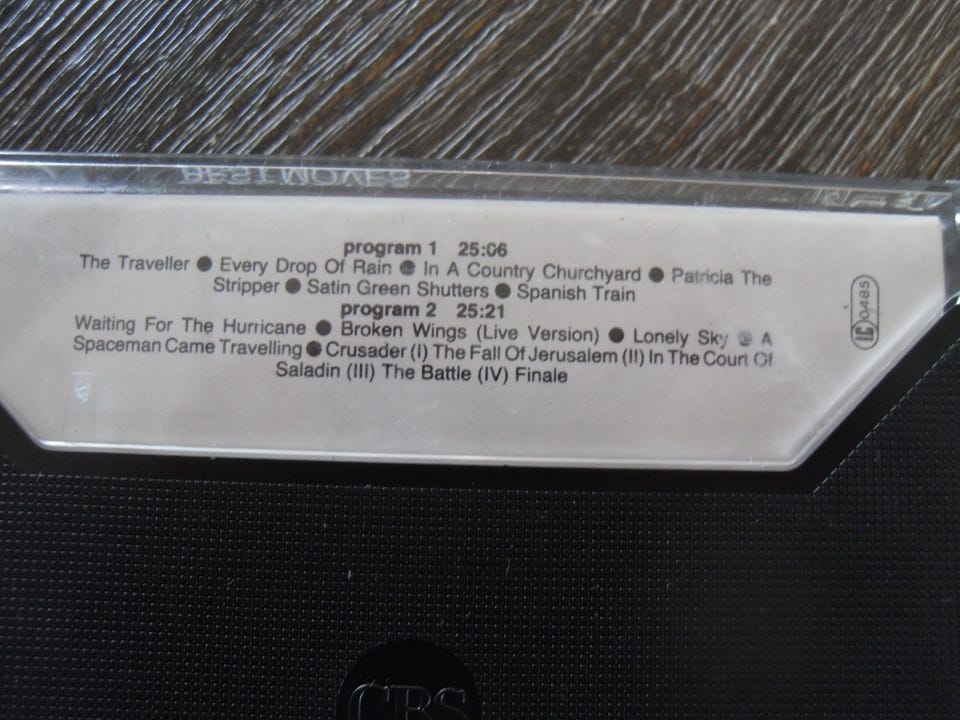 BEST MOVES
program 1 25:06
The Traveller ● Every Drop Of Rain ● In A Country Churchyard ● Patricia The
Stripper ● Satin Green Shutters ● Spanish Train
program 2 25:21
Waiting For The Hurricane ● Broken Wings (Live Version) ● Lonely Sky ● A
Spaceman Came Travelling ● Crusader (I) The Fall Of Jerusalem (II) In The Court Of
Saladin (III) The Battle (IV) Finale
LC 0485
CBS